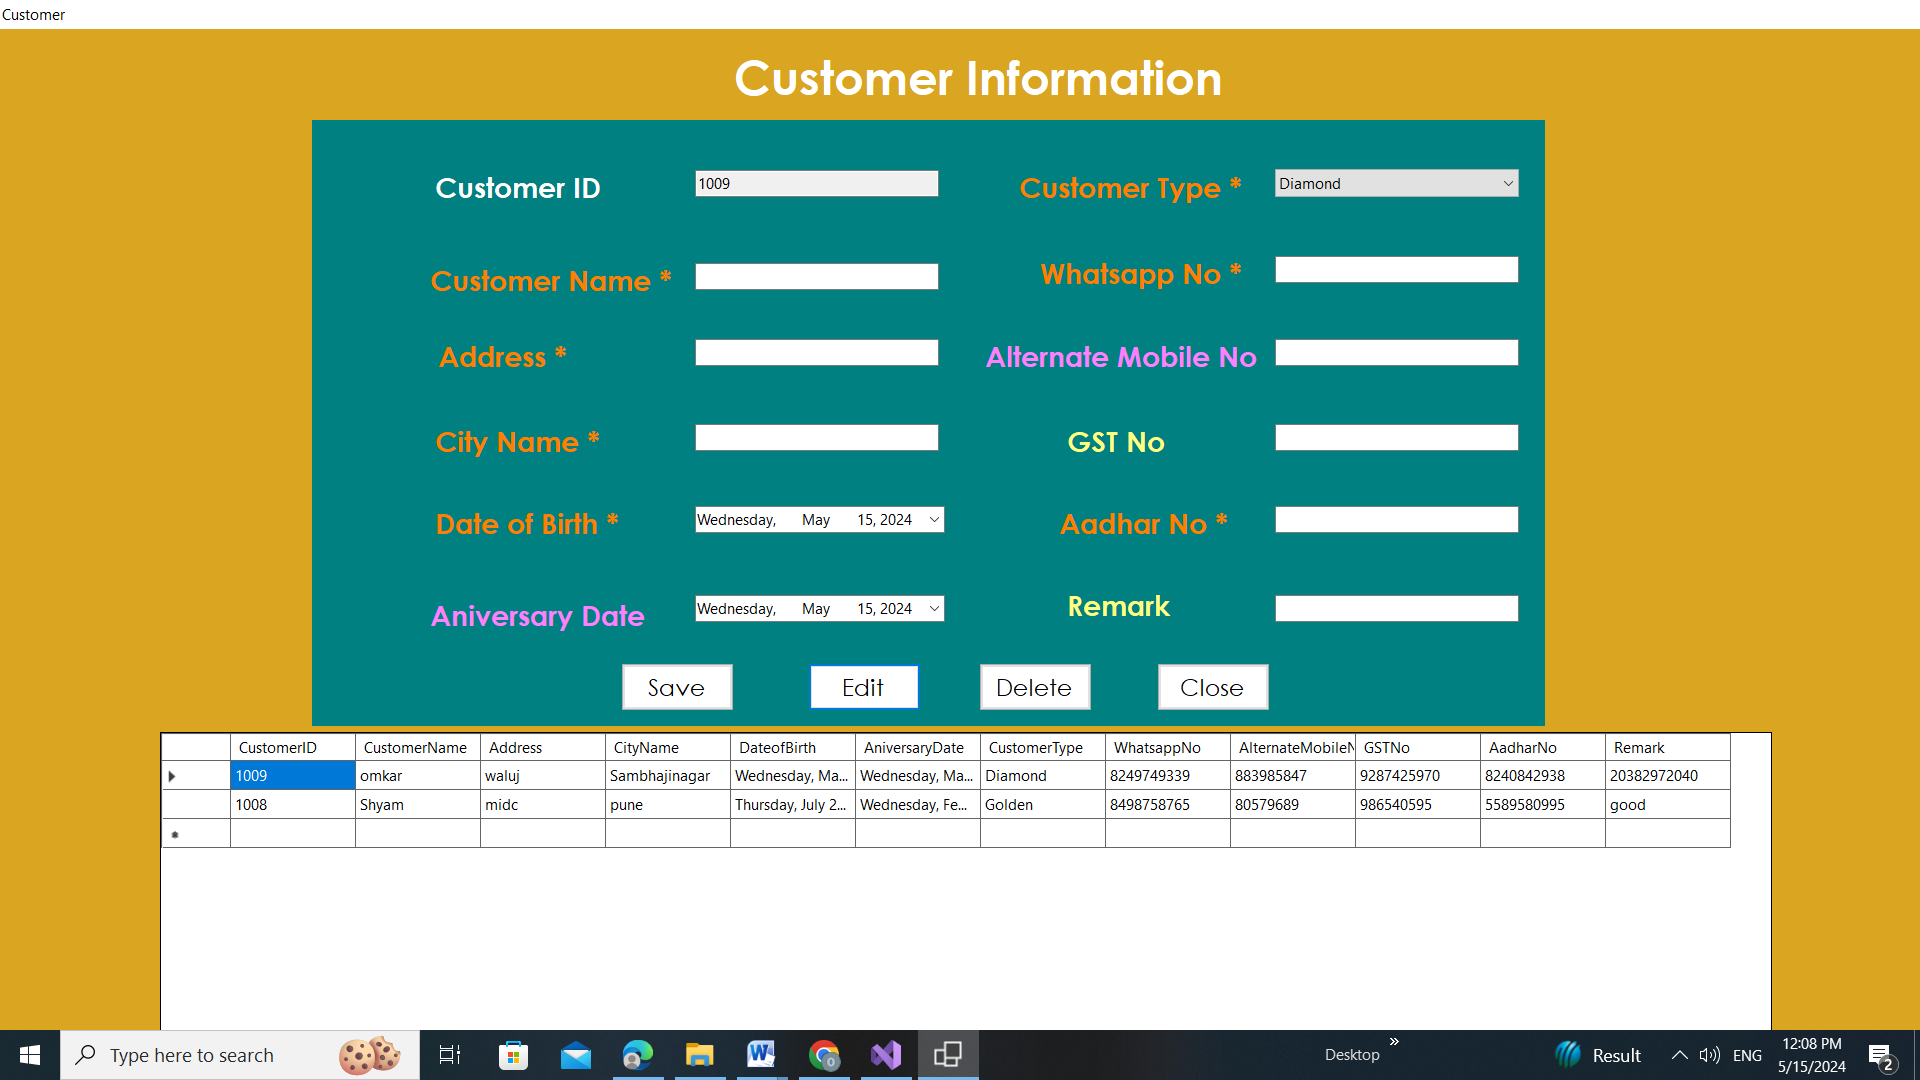 Customer
Customer Information
Customer ID 1009 Customer Type * Diamond
Customer Name * Whatsapp No *
Address * Alternate Mobile No
City Name * GST No
Date of Birth * Wednesday, May 15, 2024 Aadhar No *
Aniversary Date Wednesday, May 15, 2024 Remark
Save Edit Delete Close
CustomerID CustomerName Address CityName DateofBirth AniversaryDate CustomerType WhatsappNo AlternateMobileN GSTNo AadharNo Remark
1009 omkar waluj Sambhajinagar Wednesday, Ma... Wednesday, Ma... Diamond 8249749339 883985847 9287425970 8240842938 20382972040
1008 Shyam midc pune Thursday, July 2... Wednesday, Fe... Golden 8498758765 80579689 986540595 5589580995 good
Type here to search Desktop » Result ENG 12:08 PM
5/15/2024 2